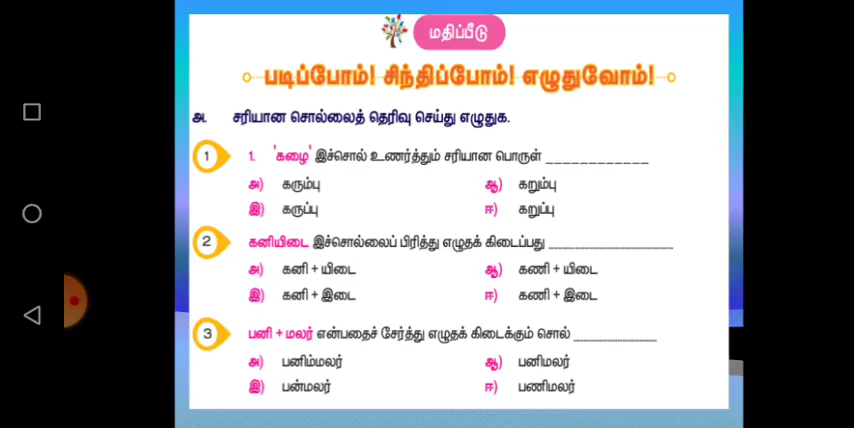 மதிப்பீடு
படிப்போம்! சிந்திப்போம்! எழுதுவோம்!
அ. சரியான சொல்லைத் தெரிவு செய்து எழுதுக.
1 1. 'கழை' இச்சொல் உணர்த்தும் சரியான பொருள் ____________
அ) கரும்பு ஆ) கறும்பு
இ) கருப்பு ஈ) கறுப்பு
2 கனியிடை இச்சொல்லைப் பிரித்து எழுதக் கிடைப்பது ....................
அ) கனி + யிடை ஆ) கணி + யிடை
இ) கனி + இடை ஈ) கணி + இடை
3 பனி + மலர் என்பதைச் சேர்த்து எழுதக் கிடைக்கும் சொல் ....................
அ) பனிம்மலர் ஆ) பனிமலர்
இ) பன்மலர் ஈ) பணிமலர்